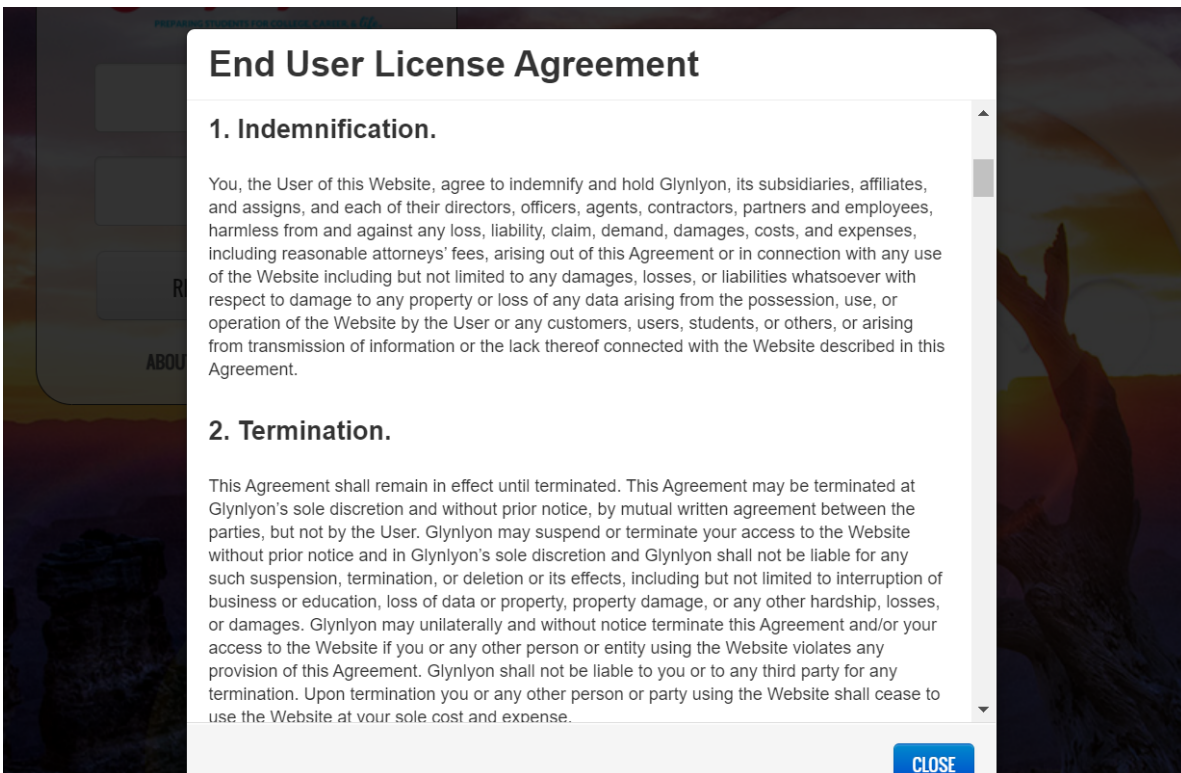 PREPARING STUDENTS FOR COLLEGE, CAREER, & life.
End User License Agreement
1. Indemnification.
You, the User of this Website, agree to indemnify and hold Glynlyon, its subsidiaries, affiliates,
and assigns, and each of their directors, officers, agents, contractors, partners and employees,
harmless from and against any loss, liability, claim, demand, damages, costs, and expenses,
including reasonable attorneys’ fees, arising out of this Agreement or in connection with any use
of the Website including but not limited to any damages, losses, or liabilities whatsoever with
respect to damage to any property or loss of any data arising from the possession, use, or
operation of the Website by the User or any customers, users, students, or others, or arising
from transmission of information or the lack thereof connected with the Website described in this
Agreement.
2. Termination.
This Agreement shall remain in effect until terminated. This Agreement may be terminated at
Glynlyon’s sole discretion and without prior notice, by mutual written agreement between the
parties, but not by the User. Glynlyon may suspend or terminate your access to the Website
without prior notice and in Glynlyon’s sole discretion and Glynlyon shall not be liable for any
such suspension, termination, or deletion or its effects, including but not limited to interruption of
business or education, loss of data or property, property damage, or any other hardship, losses,
or damages. Glynlyon may unilaterally and without notice terminate this Agreement and/or your
access to the Website if you or any other person or entity using the Website violates any
provision of this Agreement. Glynlyon shall not be liable to you or to any third party for any
termination. Upon termination you or any other person or party using the Website shall cease to
use the Website at your sole cost and expense.
CLOSE